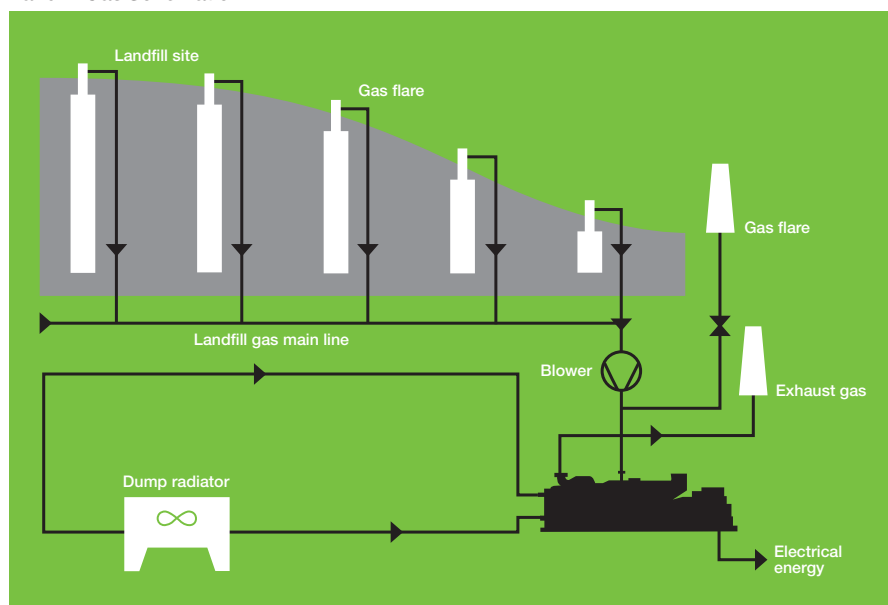 Landfill site
Gas flare
Gas flare
Landfill gas main line
Blower
Exhaust gas
Dump radiator
Electrical
energy